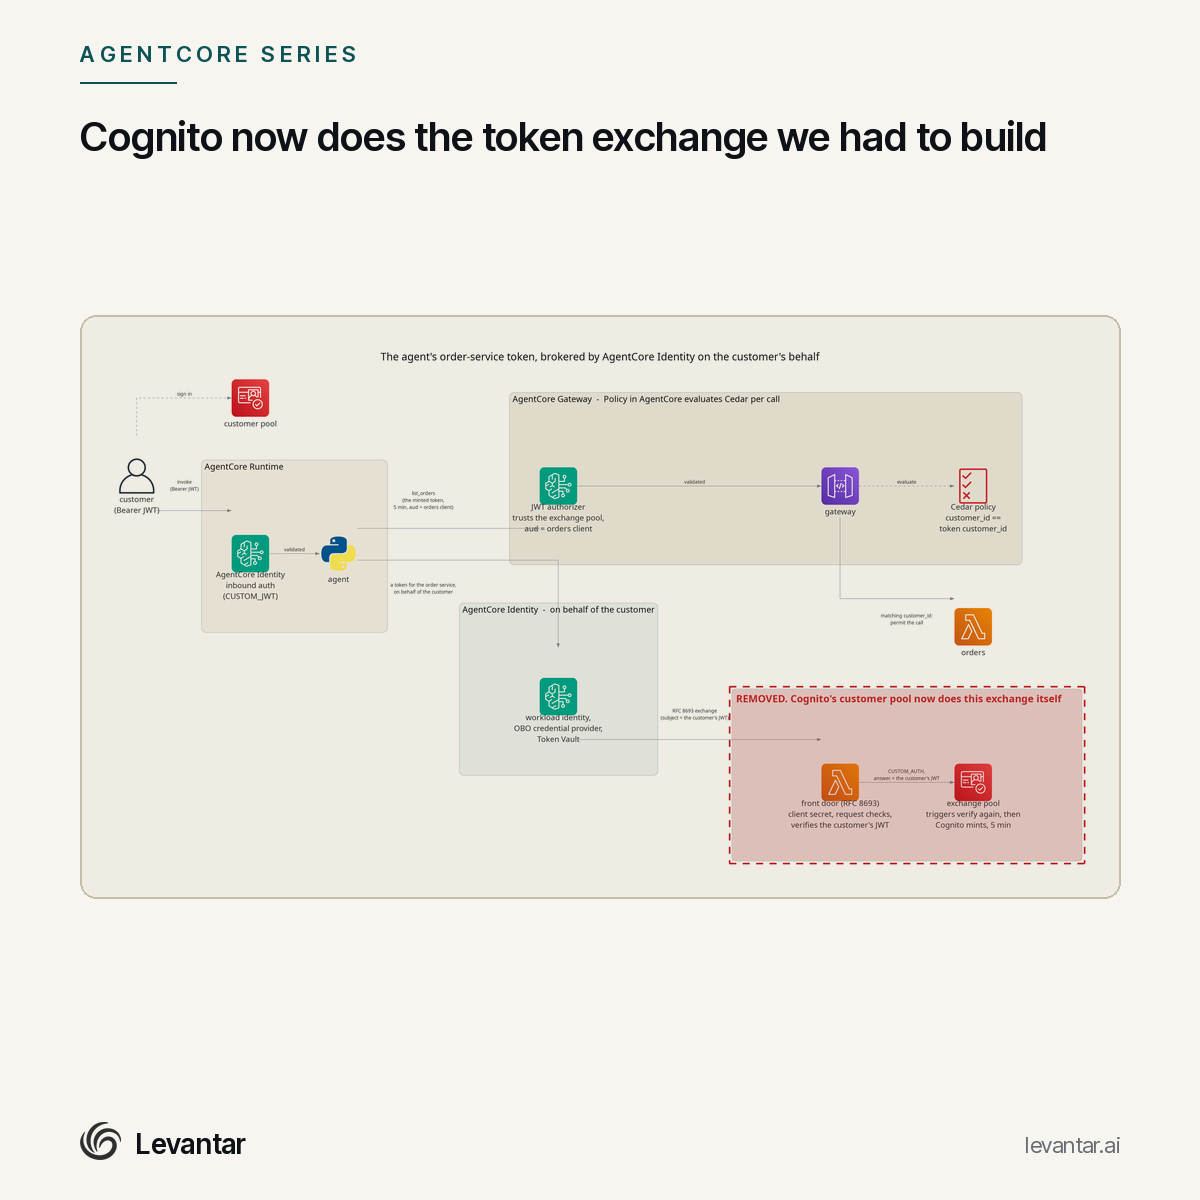 AGENTCORE SERIES
Cognito now does the token exchange we had to build
The agent's order-service token, brokered by AgentCore Identity on the customer's behalf
sign in
customer pool
AgentCore Gateway - Policy in AgentCore evaluates Cedar per call
AgentCore Runtime
customer
(Bearer JWT)
invoke
(Bearer JWT)
AgentCore Identity
inbound auth
(CUSTOM_JWT)
validated
agent
list_orders
(the minted token,
5 min, aud = orders client)
a token for the order service,
on behalf of the customer
JWT authorizer
trusts the exchange pool,
aud = orders client
validated
gateway
evaluate
Cedar policy
customer_id ==
token customer_id
matching customer_id:
permit the call
orders
AgentCore Identity - on behalf of the customer
workload identity,
OBO credential provider,
Token Vault
RFC 8693 exchange
(subject = the customer's JWT)
REMOVED. Cognito's customer pool now does this exchange itself
front door (RFC 8693)
client secret, request checks,
verifies the customer's JWT
CUSTOM_AUTH,
answer = the customer's JWT
exchange pool
triggers verify again, then
Cognito mints, 5 min
Levantar
levantar.ai